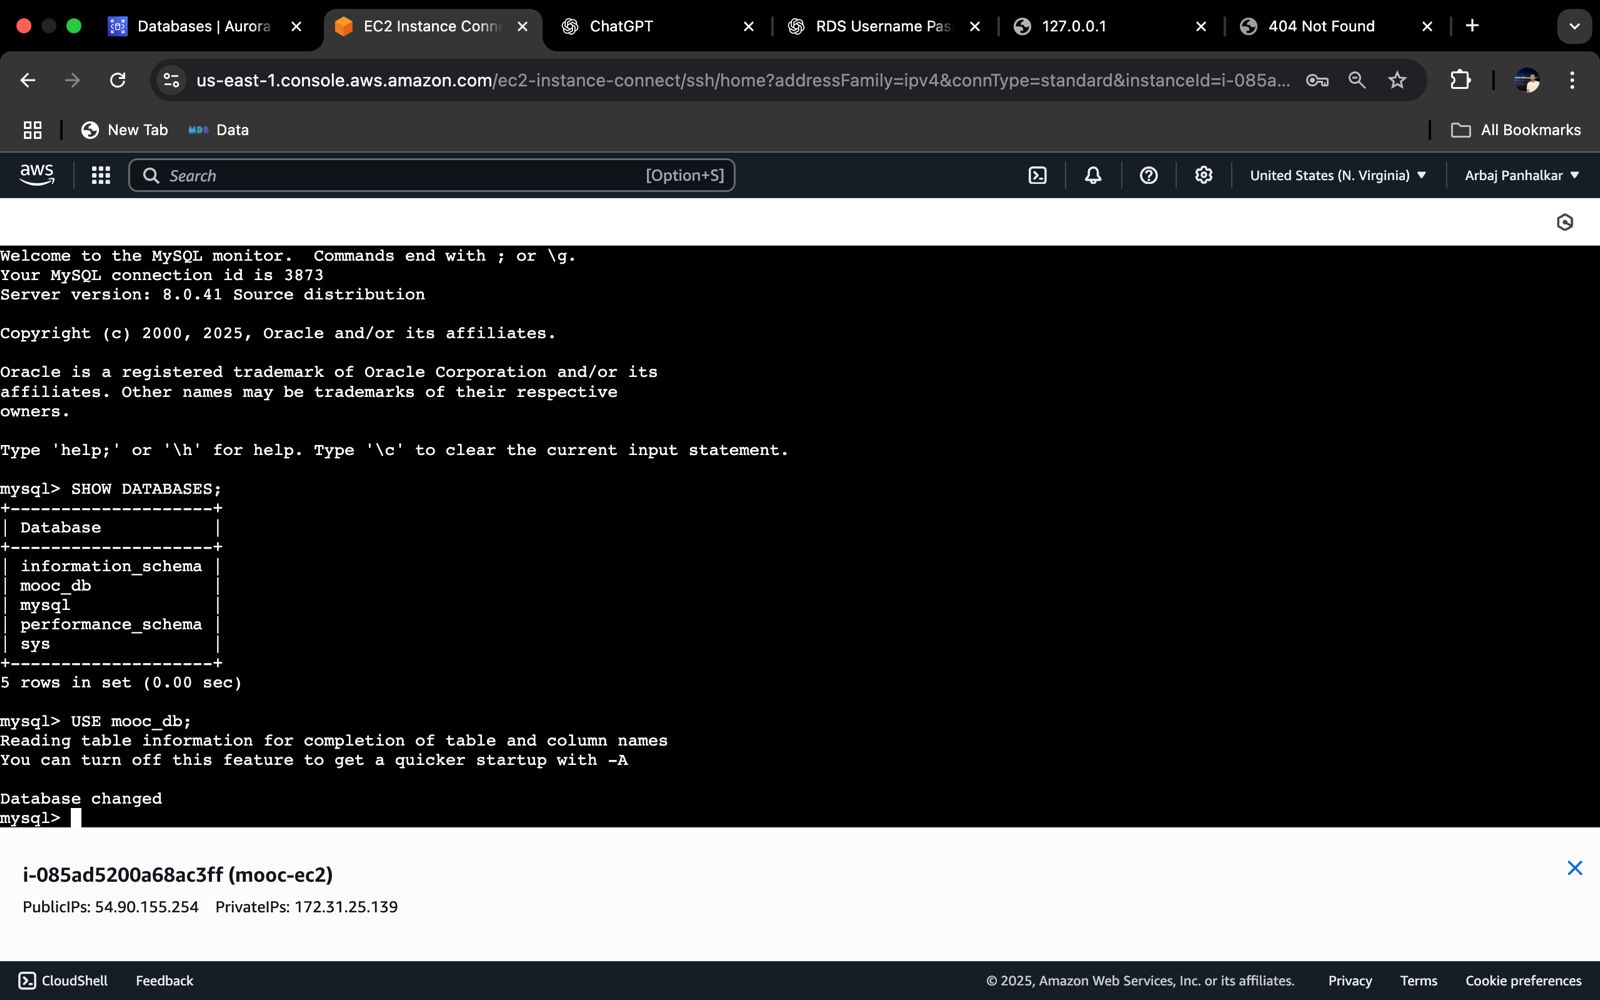 Databases | Aurora
EC2 Instance Conn
ChatGPT
RDS Username Pas
127.0.0.1
404 Not Found
us-east-1.console.aws.amazon.com/ec2-instance-connect/ssh/home?addressFamily=ipv4&connType=standard&instanceId=i-085a...
New Tab
MDB Data
All Bookmarks
aws
Search
[Option+S]
United States (N. Virginia) ▼
Arbaj Panhalkar ▼
Welcome to the MySQL monitor.  Commands end with ; or \g.
Your MySQL connection id is 3873
Server version: 8.0.41 Source distribution
Copyright (c) 2000, 2025, Oracle and/or its affiliates.
Oracle is a registered trademark of Oracle Corporation and/or its
affiliates. Other names may be trademarks of their respective
owners.
Type 'help;' or '\h' for help. Type '\c' to clear the current input statement.
mysql> SHOW DATABASES;
+--------------------+
| Database           |
+--------------------+
| information_schema |
| mooc_db            |
| mysql              |
| performance_schema |
| sys                |
+--------------------+
5 rows in set (0.00 sec)
mysql> USE mooc_db;
Reading table information for completion of table and column names
You can turn off this feature to get a quicker startup with -A
Database changed
mysql>
i-085ad5200a68ac3ff (mooc-ec2)
PublicIPs: 54.90.155.254 PrivateIPs: 172.31.25.139
CloudShell
Feedback
© 2025, Amazon Web Services, Inc. or its affiliates.
Privacy
Terms
Cookie preferences